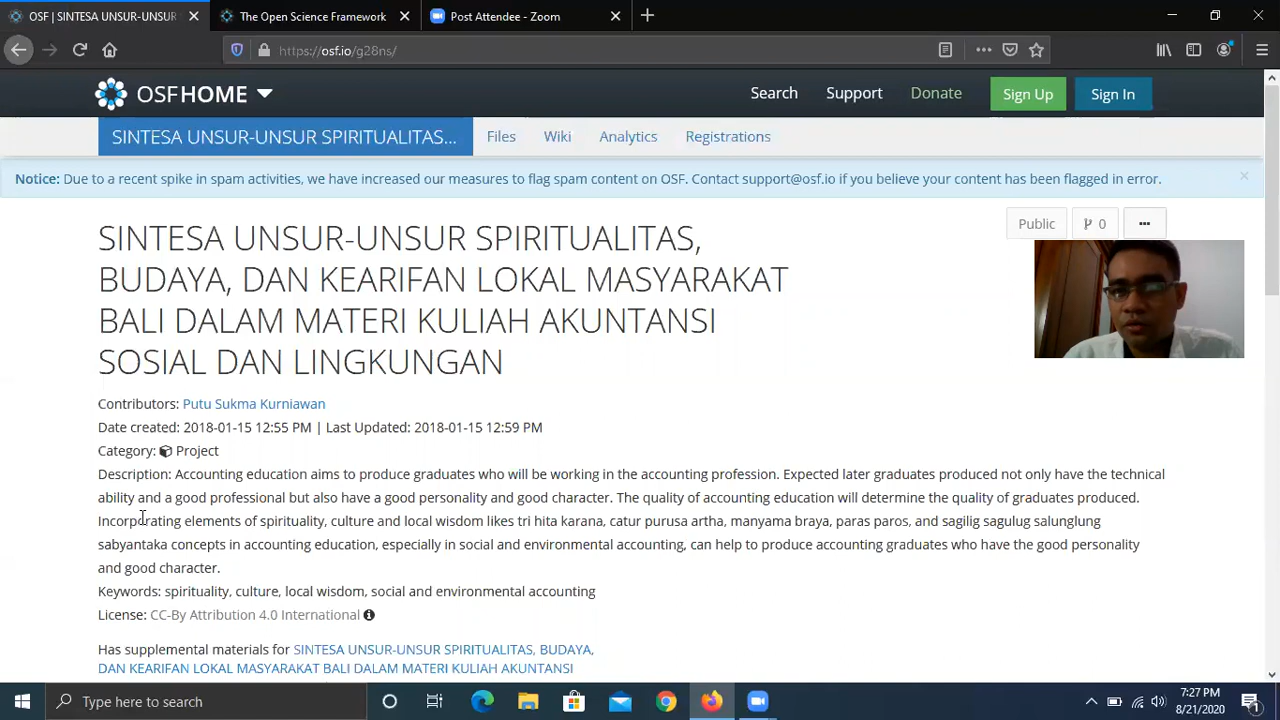 OSF | SINTESA UNSUR-UNSUR
The Open Science Framework
Post Attendee - Zoom
https://osf.io/g28ns/
OSFHOME
Search
Support
Donate
Sign Up
Sign In
SINTESA UNSUR-UNSUR SPIRITUALITAS...
Files
Wiki
Analytics
Registrations
Notice: Due to a recent spike in spam activities, we have increased our measures to flag spam content on OSF. Contact support@osf.io if you believe your content has been flagged in error.
Public
0
SINTESA UNSUR-UNSUR SPIRITUALITAS,
BUDAYA, DAN KEARIFAN LOKAL MASYARAKAT
BALI DALAM MATERI KULIAH AKUNTANSI
SOSIAL DAN LINGKUNGAN
Contributors: Putu Sukma Kurniawan
Date created: 2018-01-15 12:55 PM | Last Updated: 2018-01-15 12:59 PM
Category: Project
Description: Accounting education aims to produce graduates who will be working in the accounting profession. Expected later graduates produced not only have the technical
ability and a good professional but also have a good personality and good character. The quality of accounting education will determine the quality of graduates produced.
Incorporating elements of spirituality, culture and local wisdom likes tri hita karana, catur purusa artha, manyama braya, paras paros, and sagilig sagulug salunglung
sabyantaka concepts in accounting education, especially in social and environmental accounting, can help to produce accounting graduates who have the good personality
and good character.
Keywords: spirituality, culture, local wisdom, social and environmental accounting
License: CC-By Attribution 4.0 International
Has supplemental materials for SINTESA UNSUR-UNSUR SPIRITUALITAS, BUDAYA,
DAN KEARIFAN LOKAL MASYARAKAT BALI DALAM MATERI KULIAH AKUNTANSI
Type here to search
7:27 PM
8/21/2020
1